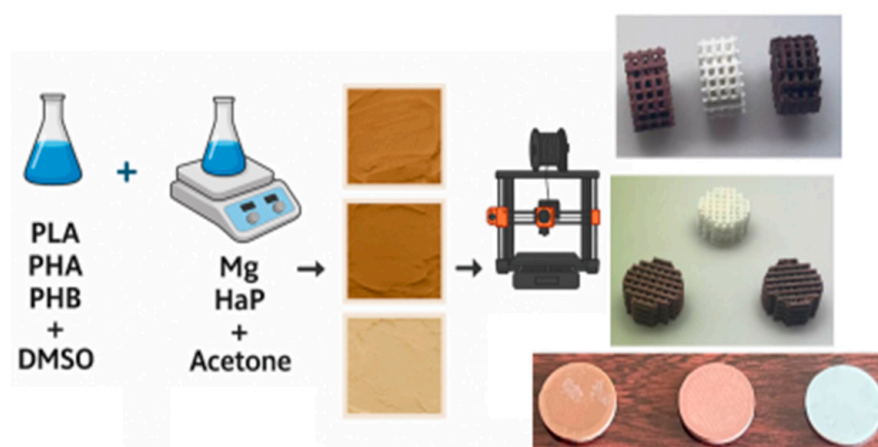 PLA
PHA
PHB
+
DMSO
+
Mg
HaP
+
Acetone